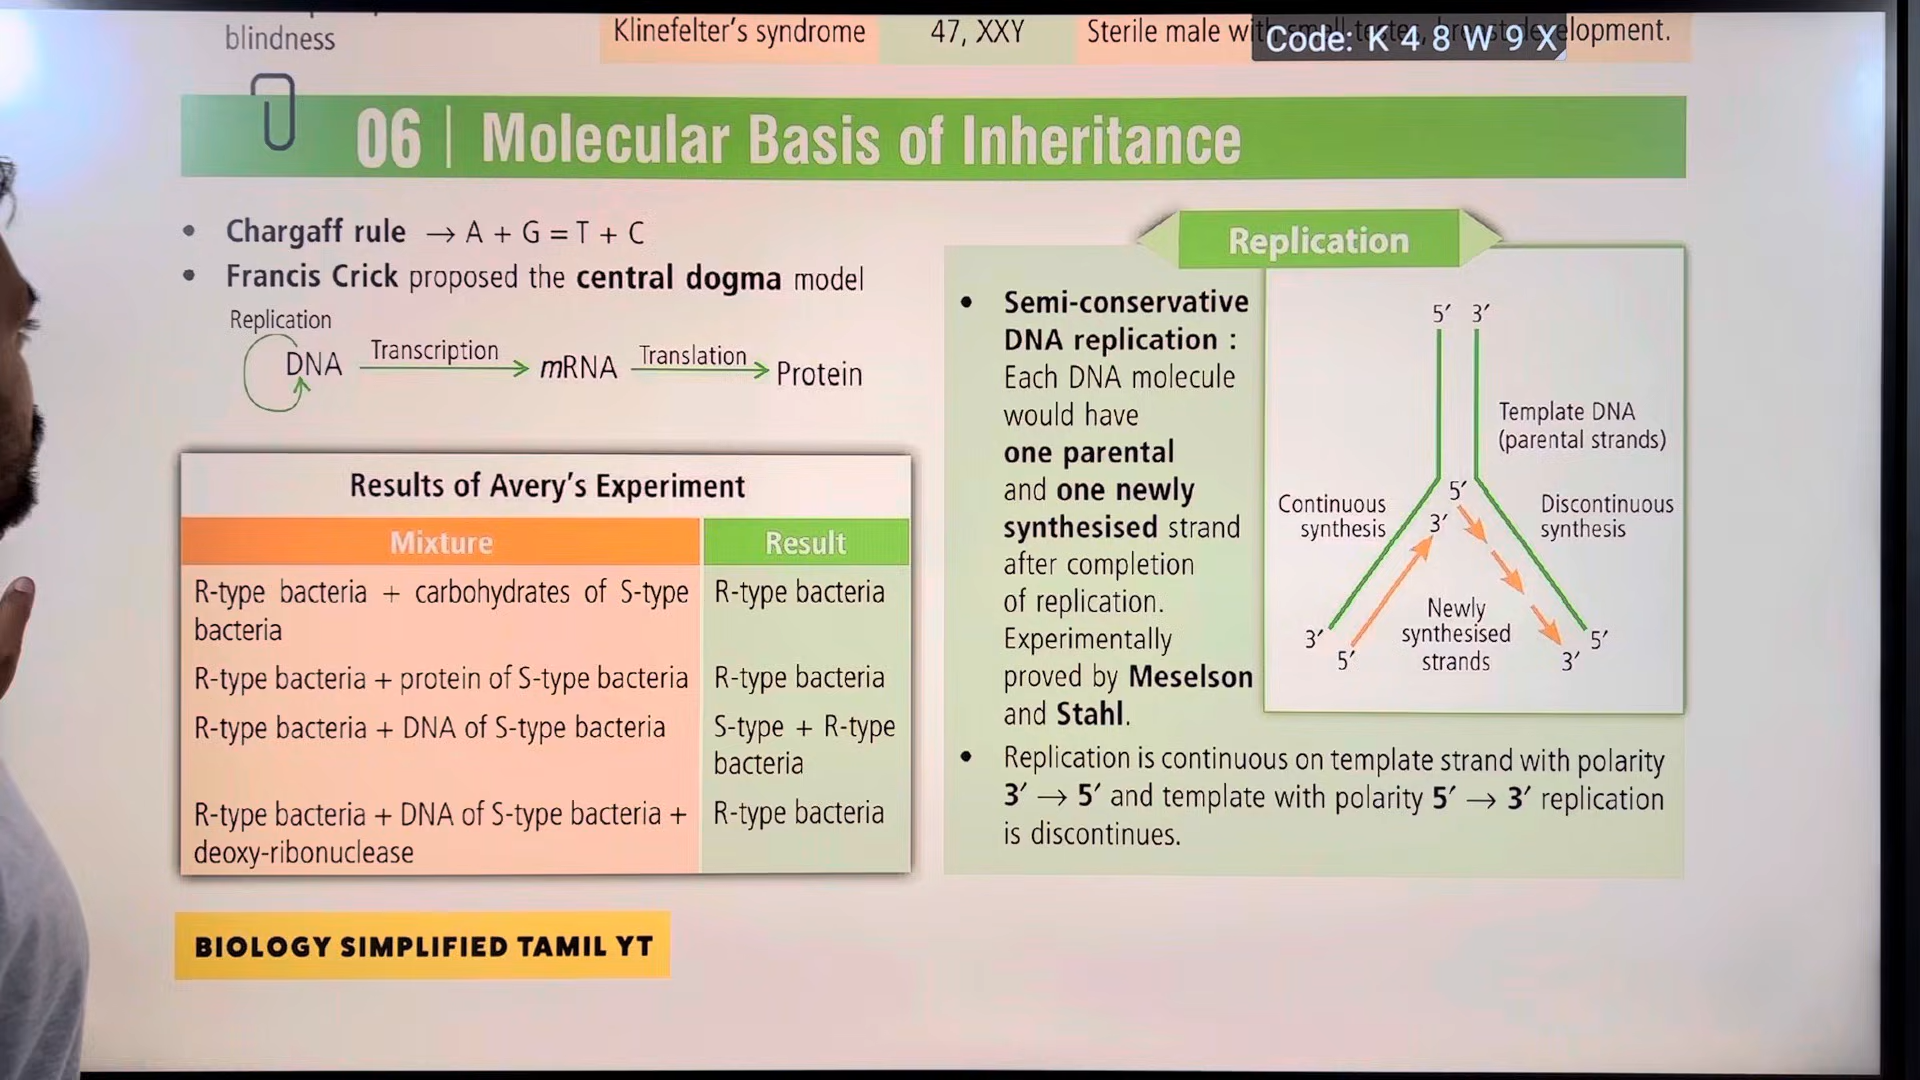 blindness
Klinefelter's syndrome 47, XXY Sterile male with small testes, breast development.
Code: K 4 8 W 9 X
06 | Molecular Basis of Inheritance
• Chargaff rule → A + G = T + C
• Francis Crick proposed the central dogma model
Replication
DNA Transcription → mRNA Translation → Protein
Results of Avery's Experiment
Mixture Result
R-type bacteria + carbohydrates of S-type R-type bacteria
bacteria
R-type bacteria + protein of S-type bacteria R-type bacteria
R-type bacteria + DNA of S-type bacteria S-type + R-type
bacteria
R-type bacteria + DNA of S-type bacteria + R-type bacteria
deoxy-ribonuclease
BIOLOGY SIMPLIFIED TAMIL YT
Replication
• Semi-conservative
DNA replication :
Each DNA molecule
would have
one parental
and one newly
synthesised strand
after completion
of replication.
Experimentally
proved by Meselson
and Stahl.
5′ 3′
Template DNA
(parental strands)
5′
3′
Continuous
synthesis
Discontinuous
synthesis
Newly
synthesised
strands
3′
5′
5′
3′
• Replication is continuous on template strand with polarity
3′ → 5′ and template with polarity 5′ → 3′ replication
is discontinues.